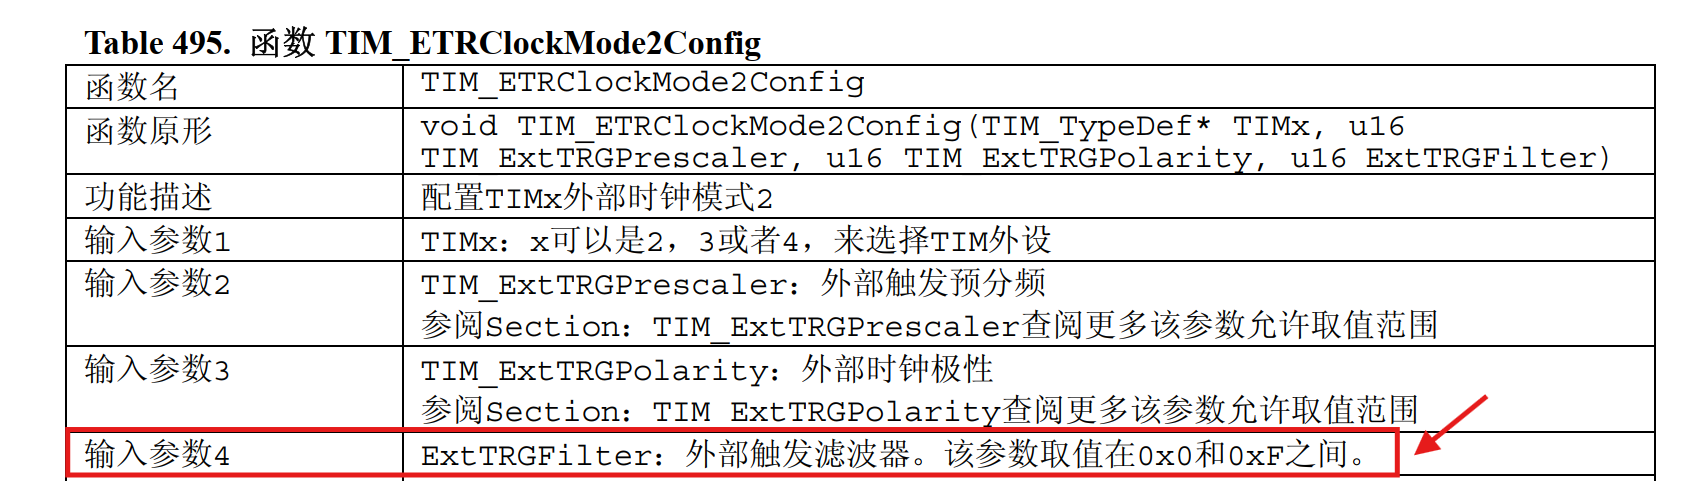 Table 495. 函数 TIM_ETRClockMode2Config
函数名 TIM_ETRClockMode2Config
函数原形 void TIM_ETRClockMode2Config(TIM_TypeDef* TIMx, u16
TIM_ExtTRGPrescaler, u16 TIM_ExtTRGPolarity, u16 ExtTRGFilter)
功能描述 配置TIMx外部时钟模式2
输入参数1 TIMx：x可以是2，3或者4，来选择TIM外设
输入参数2 TIM_ExtTRGPrescaler：外部触发预分频
参阅Section：TIM_ExtTRGPrescaler查阅更多该参数允许取值范围
输入参数3 TIM_ExtTRGPolarity：外部时钟极性
参阅Section：TIM_ExtTRGPolarity查阅更多该参数允许取值范围
输入参数4 ExtTRGFilter：外部触发滤波器。该参数取值在0x0和0xF之间。